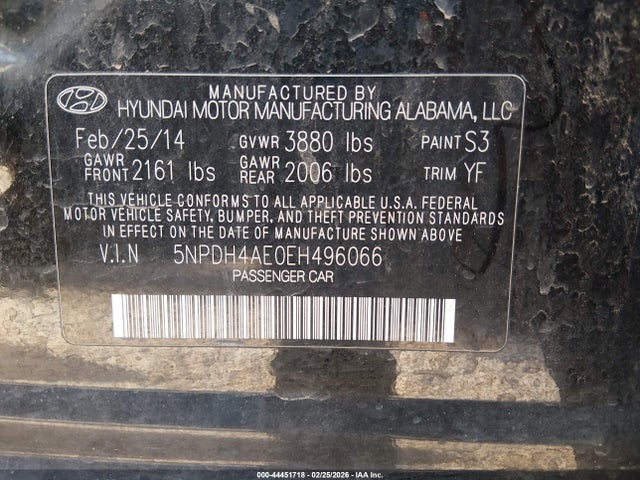 MANUFACTURED BY
HYUNDAI MOTOR MANUFACTURING ALABAMA, LLC
Feb/25/14 GVWR 3880 lbs PAINT S3
GAWR FRONT 2161 lbs GAWR REAR 2006 lbs TRIM YF
THIS VEHICLE CONFORMS TO ALL APPLICABLE U.S.A. FEDERAL
MOTOR VEHICLE SAFETY, BUMPER, AND THEFT PREVENTION STANDARDS
IN EFFECT ON THE DATE OF MANUFACTURE SHOWN ABOVE.
V.I.N 5NPDH4AE0EH496066
PASSENGER CAR
000-44451718 - 02/25/2026 - IAA Inc.